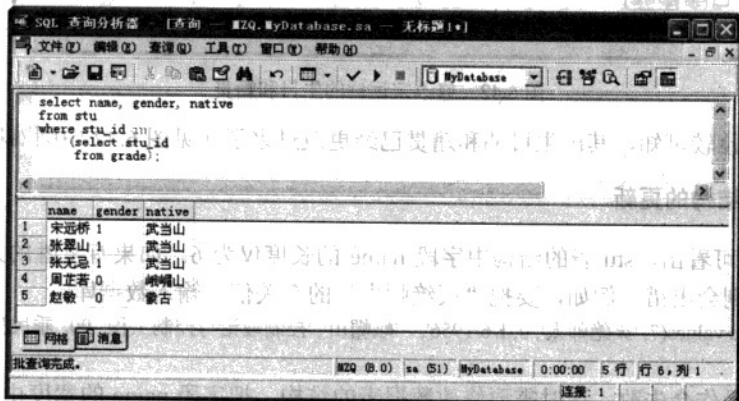 SQL 查询分析器 - [查询 — MZQ.MyDatabase.sa — 无标题1*]
文件(F) 编辑(E) 查询(Q) 工具(T) 窗口(W) 帮助(H)
MyDatabase
select name, gender, native
from stu
where stu_id in
(select stu_id
from grade);
name gender native
1 宋远桥 1 武当山
2 张翠山 1 武当山
3 张无忌 1 武当山
4 周芷若 0 峨嵋山
5 赵敏 0 蒙古
网格 消息
批查询完成。 MZQ (8.0) sa (51) MyDatabase 0:00:00 5 行 行 6，列 1
连接: 1